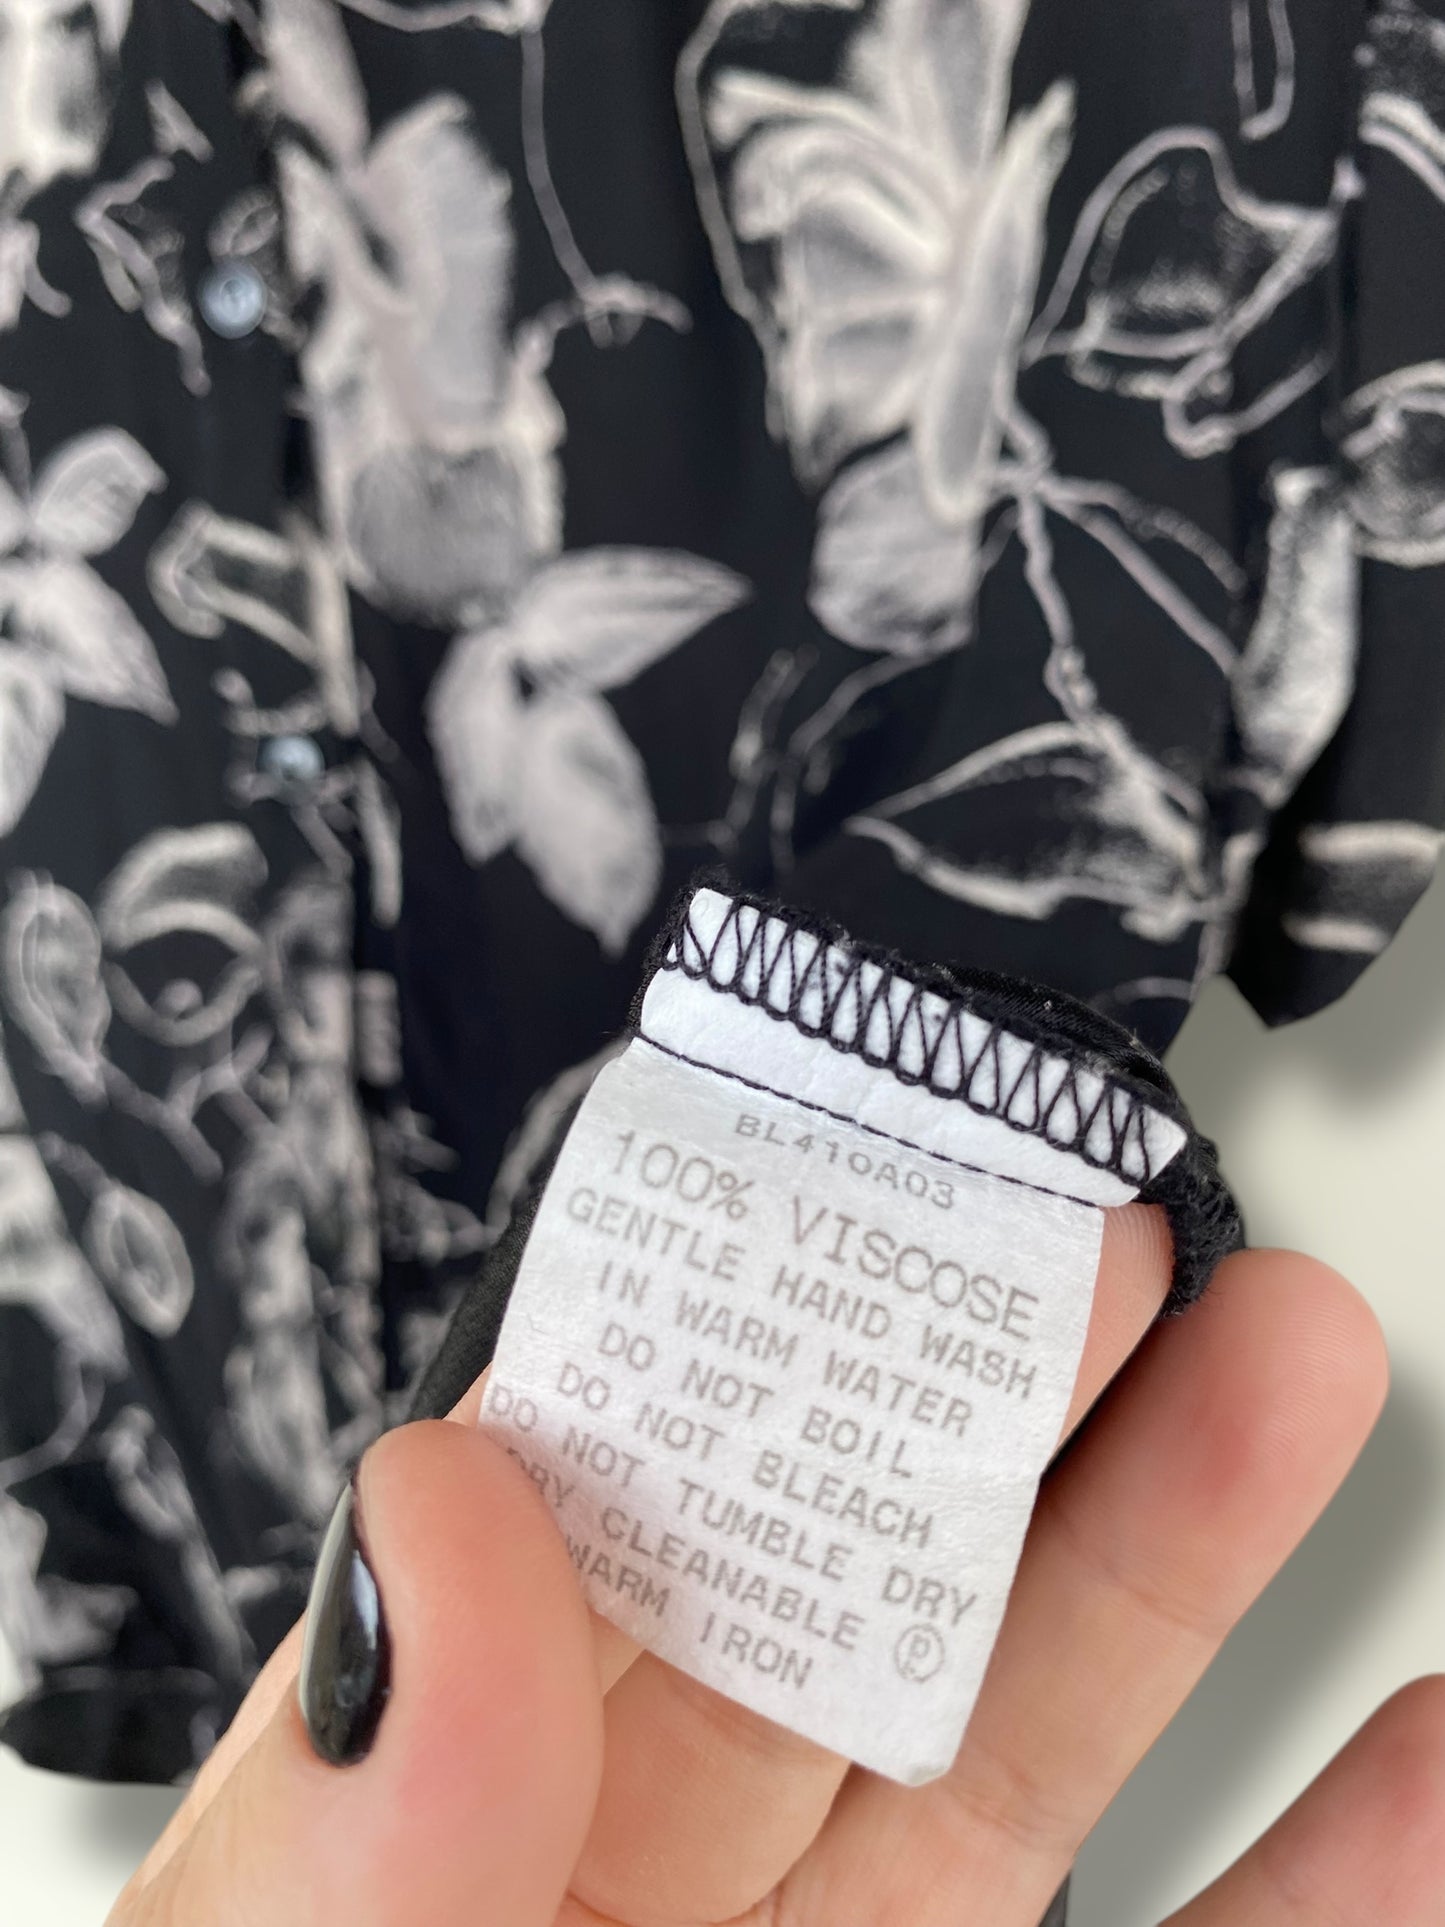 BL410A03
100% VISCOSE
GENTLE HAND WASH
IN WARM WATER
DO NOT BOIL
DO NOT BLEACH
DO NOT TUMBLE DRY
DRY CLEANABLE Ⓟ
WARM IRON